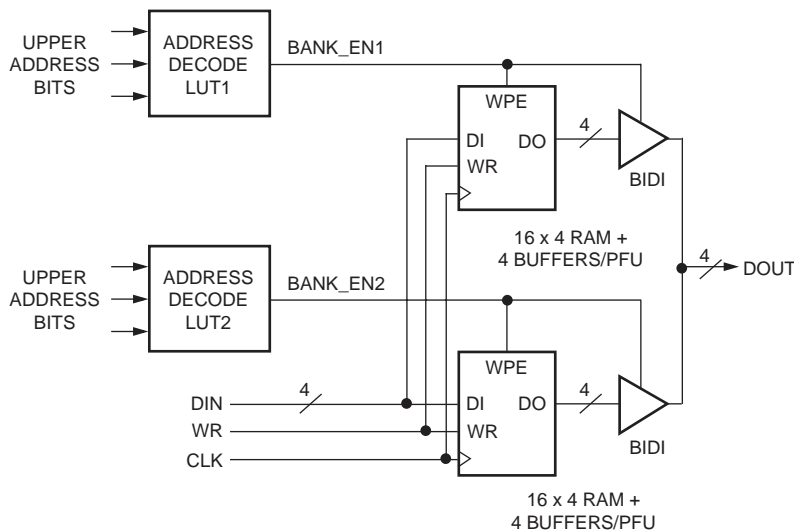 UPPER
ADDRESS
BITS
ADDRESS
DECODE
LUT1
BANK_EN1
WPE
DI
WR
DO
4
BIDI
16 x 4 RAM +
4 BUFFERS/PFU
4
DOUT
UPPER
ADDRESS
BITS
ADDRESS
DECODE
LUT2
BANK_EN2
WPE
DI
WR
DO
4
BIDI
DIN
4
WR
CLK
16 x 4 RAM +
4 BUFFERS/PFU